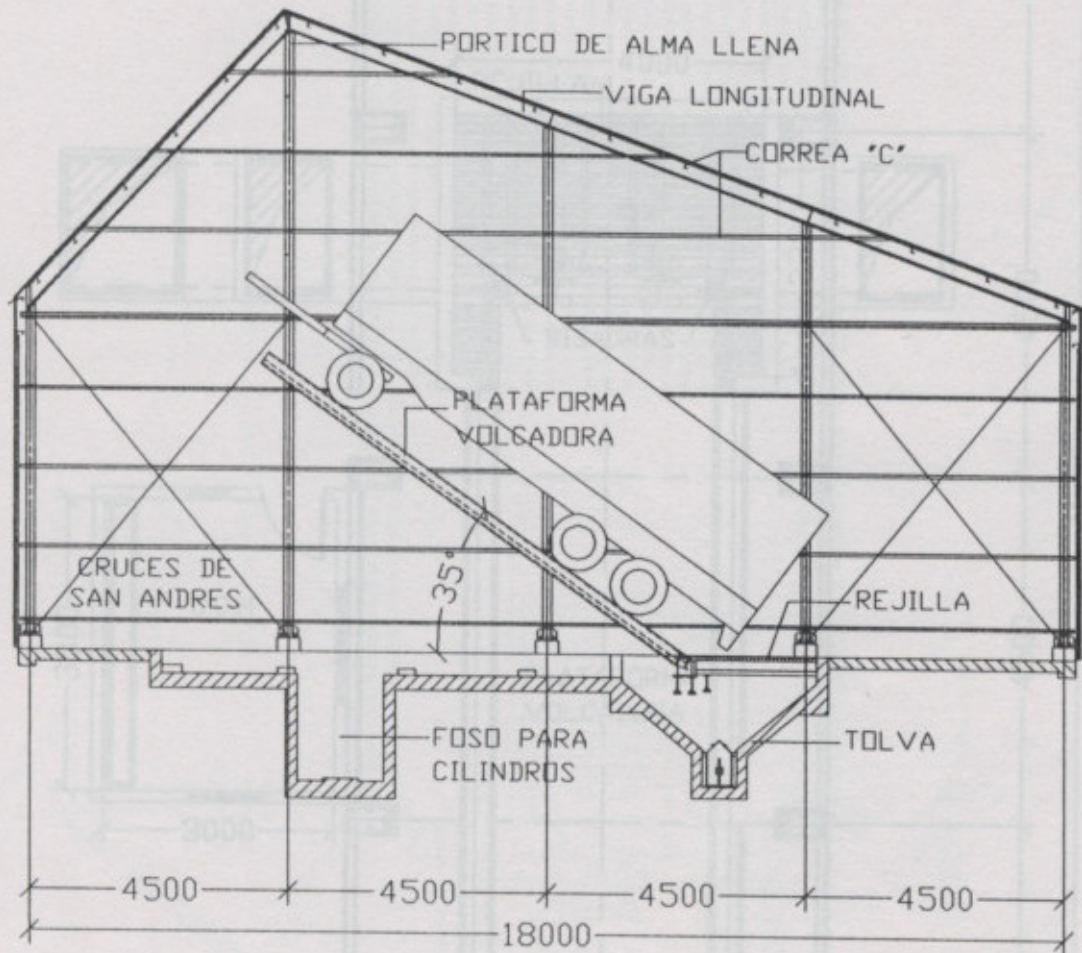 PORTICO DE ALMA LLENA
VIGA LONGITUDINAL
CORREA "C"
PLATAFORMA
VOLCADORA
35°
CRUCES DE
SAN ANDRES
REJILLA
FOSO PARA
CILINDROS
TOLVA
3000
4500
4500
4500
4500
18000